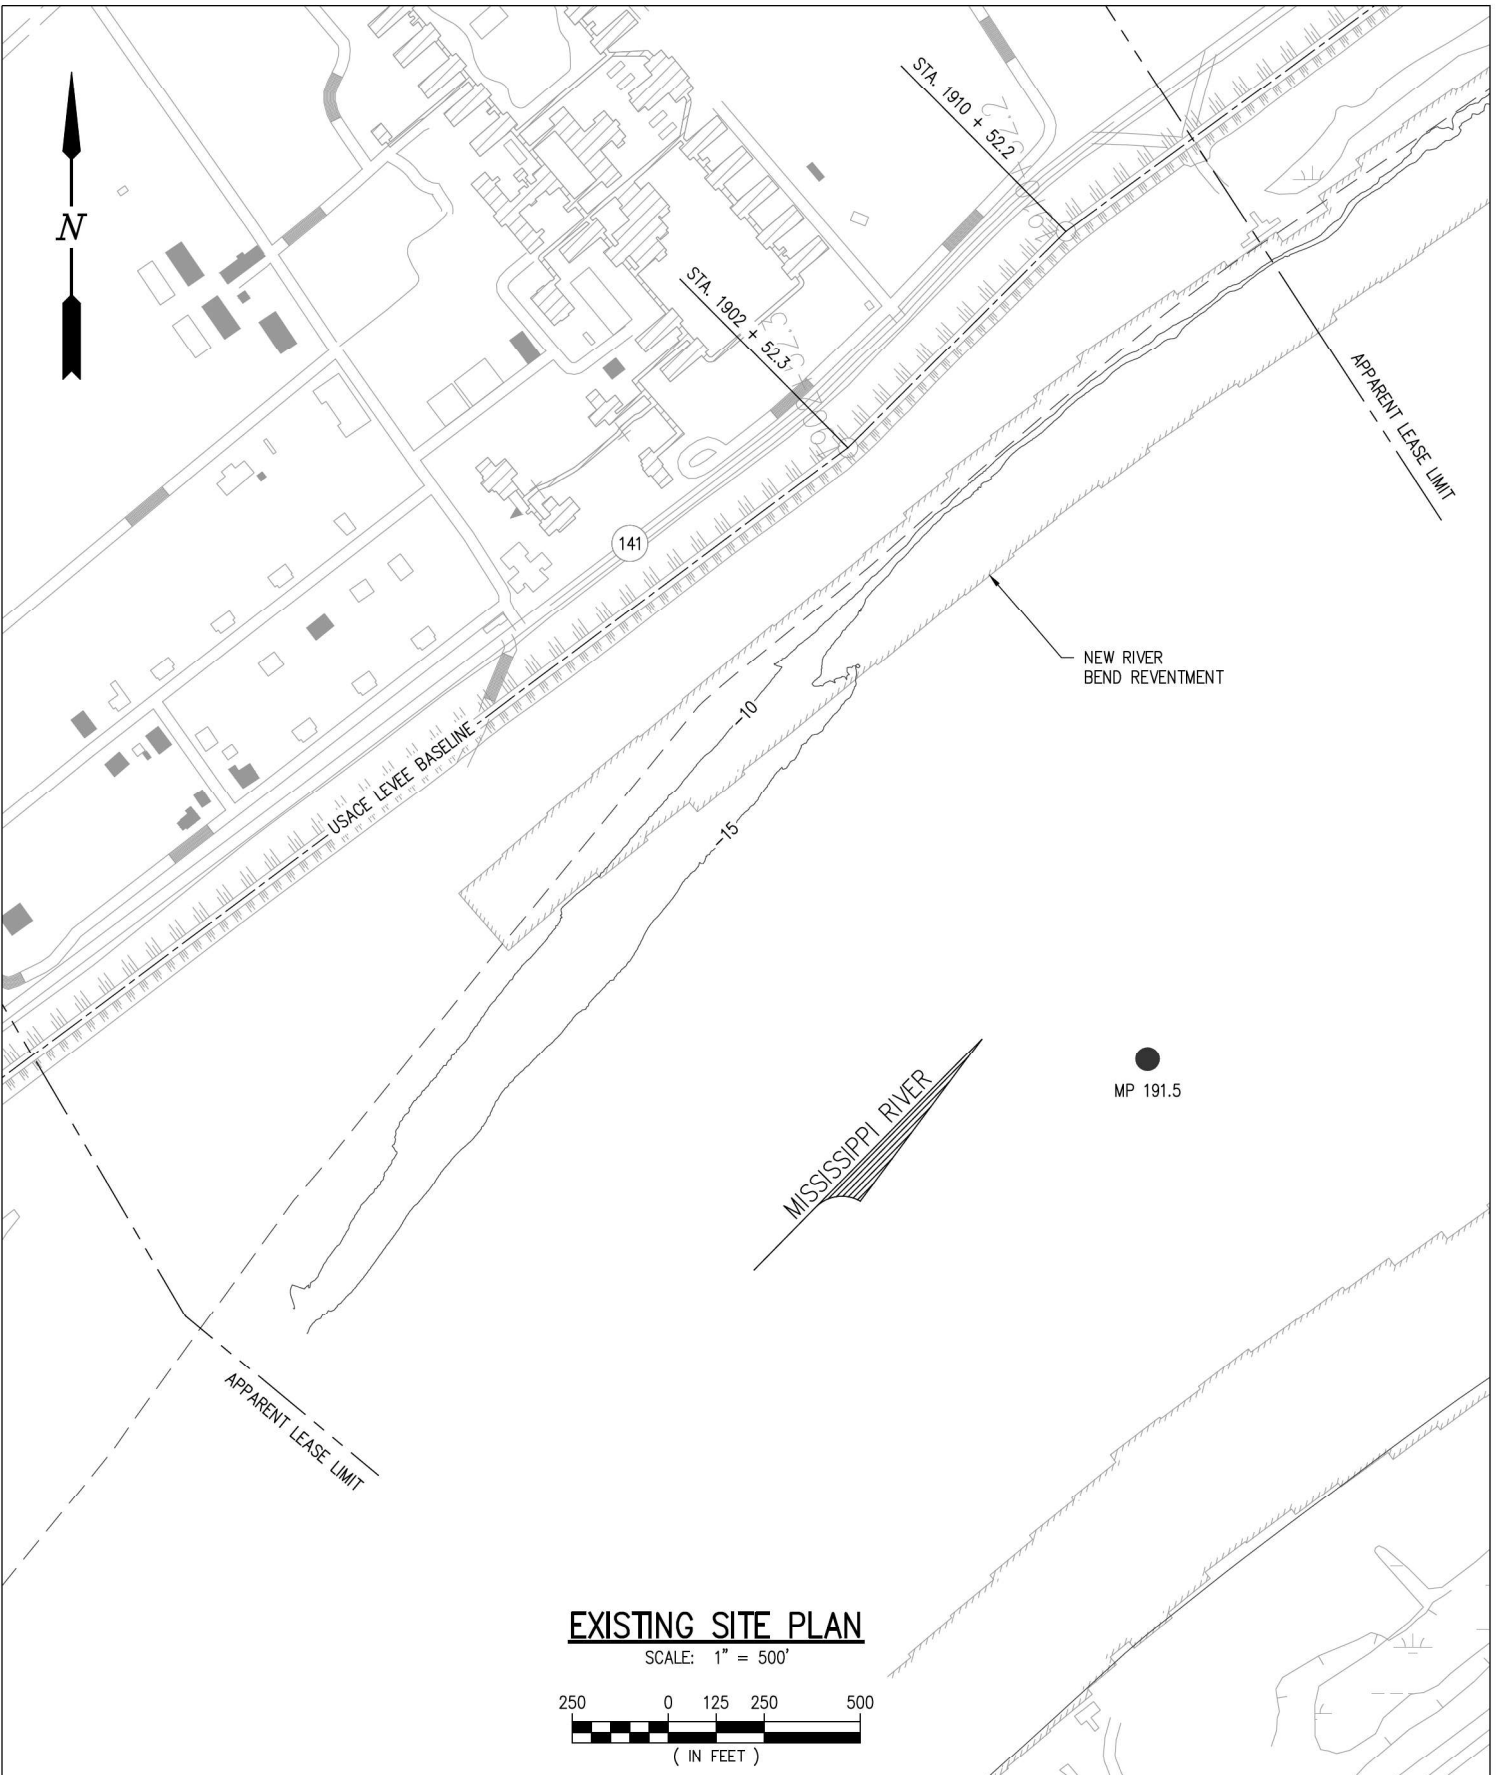 STA. 1910 + 52.2
N
STA. 1902 + 52.3
APPARENT LEASE LIMIT
141
NEW RIVER
BEND REVENTMENT
-10
USACE LEVEE BASELINE
-15
MISSISSIPPI RIVER
MP 191.5
APPARENT LEASE LIMIT
EXISTING SITE PLAN
SCALE: 1" = 500'
250 0 125 250 500
( IN FEET )